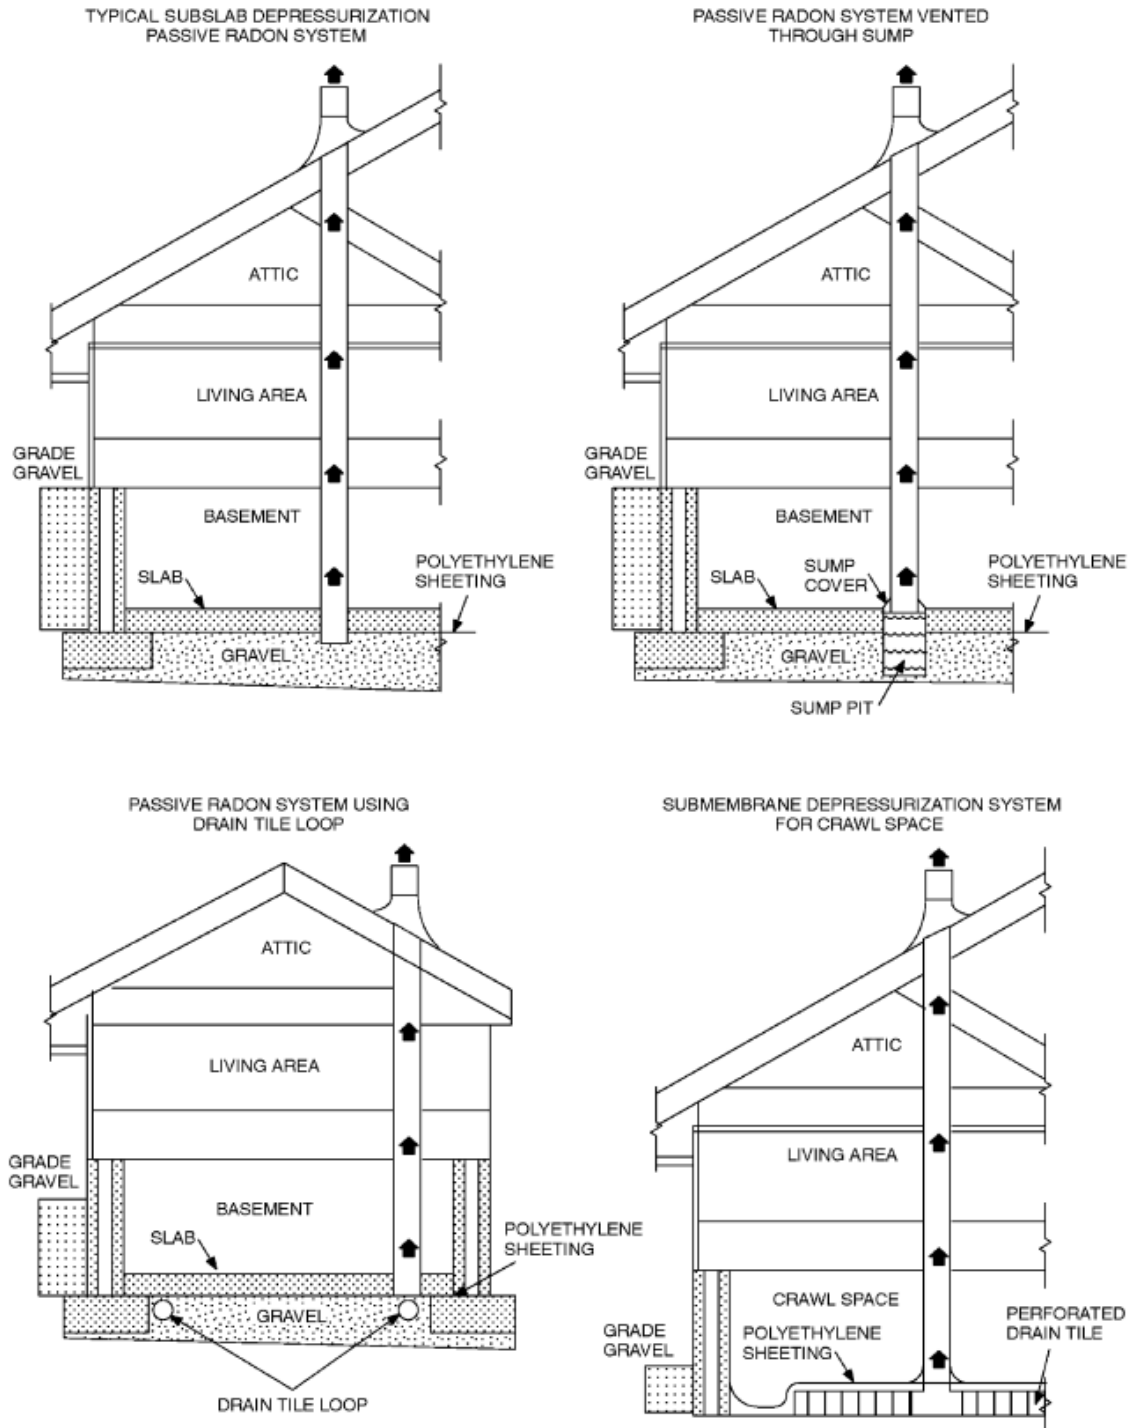 TYPICAL SUBSLAB DEPRESSURIZATION
PASSIVE RADON SYSTEM
ATTIC
LIVING AREA
GRADE
GRAVEL
BASEMENT
POLYETHYLENE
SHEETING
SLAB
GRAVEL
PASSIVE RADON SYSTEM VENTED
THROUGH SUMP
ATTIC
LIVING AREA
GRADE
GRAVEL
BASEMENT
SUMP
COVER
POLYETHYLENE
SHEETING
SLAB
GRAVEL
SUMP PIT
PASSIVE RADON SYSTEM USING
DRAIN TILE LOOP
ATTIC
LIVING AREA
GRADE
GRAVEL
BASEMENT
SLAB
POLYETHYLENE
SHEETING
GRAVEL
DRAIN TILE LOOP
SUBMEMBRANE DEPRESSURIZATION SYSTEM
FOR CRAWL SPACE
ATTIC
LIVING AREA
CRAWL SPACE
GRADE
GRAVEL
POLYETHYLENE
SHEETING
PERFORATED
DRAIN TILE